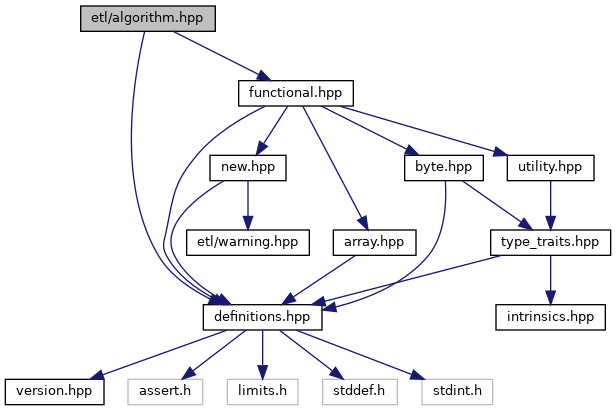 etl/algorithm.hpp
functional.hpp
new.hpp
byte.hpp
utility.hpp
etl/warning.hpp
array.hpp
type_traits.hpp
definitions.hpp
intrinsics.hpp
version.hpp
assert.h
limits.h
stddef.h
stdint.h